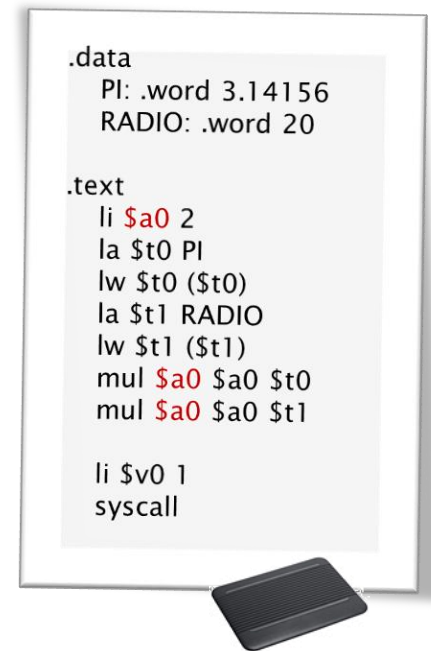 .data
PI: .word 3.14156
RADIO: .word 20
.text
li $a0 2
la $t0 PI
lw $t0 ($t0)
la $t1 RADIO
lw $t1 ($t1)
mul $a0 $a0 $t0
mul $a0 $a0 $t1
li $v0 1
syscall